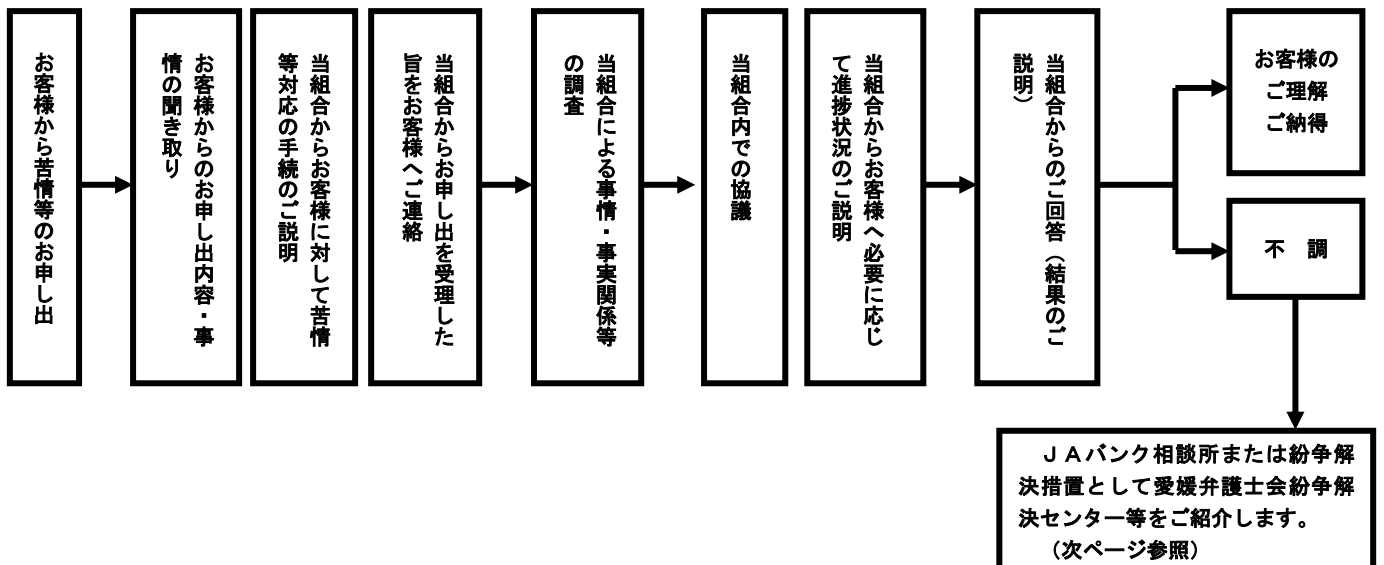 お客様から苦情等のお申し出
お客様からのお申し出内容・事
情の聞き取り
当組合からお客様に対して苦情
等対応の手続のご説明
当組合からお申し出を受理した
旨をお客様へご連絡
当組合による事情・事実関係等
の調査
当組合内での協議
当組合からお客様へ必要に応じ
て進捗状況のご説明
当組合からのご回答（結果のご
説明）
お客様の
ご理解
ご納得
不　調
ＪＡバンク相談所または紛争解
決措置として愛媛弁護士会紛争解
決センター等をご紹介します。
（次ページ参照）